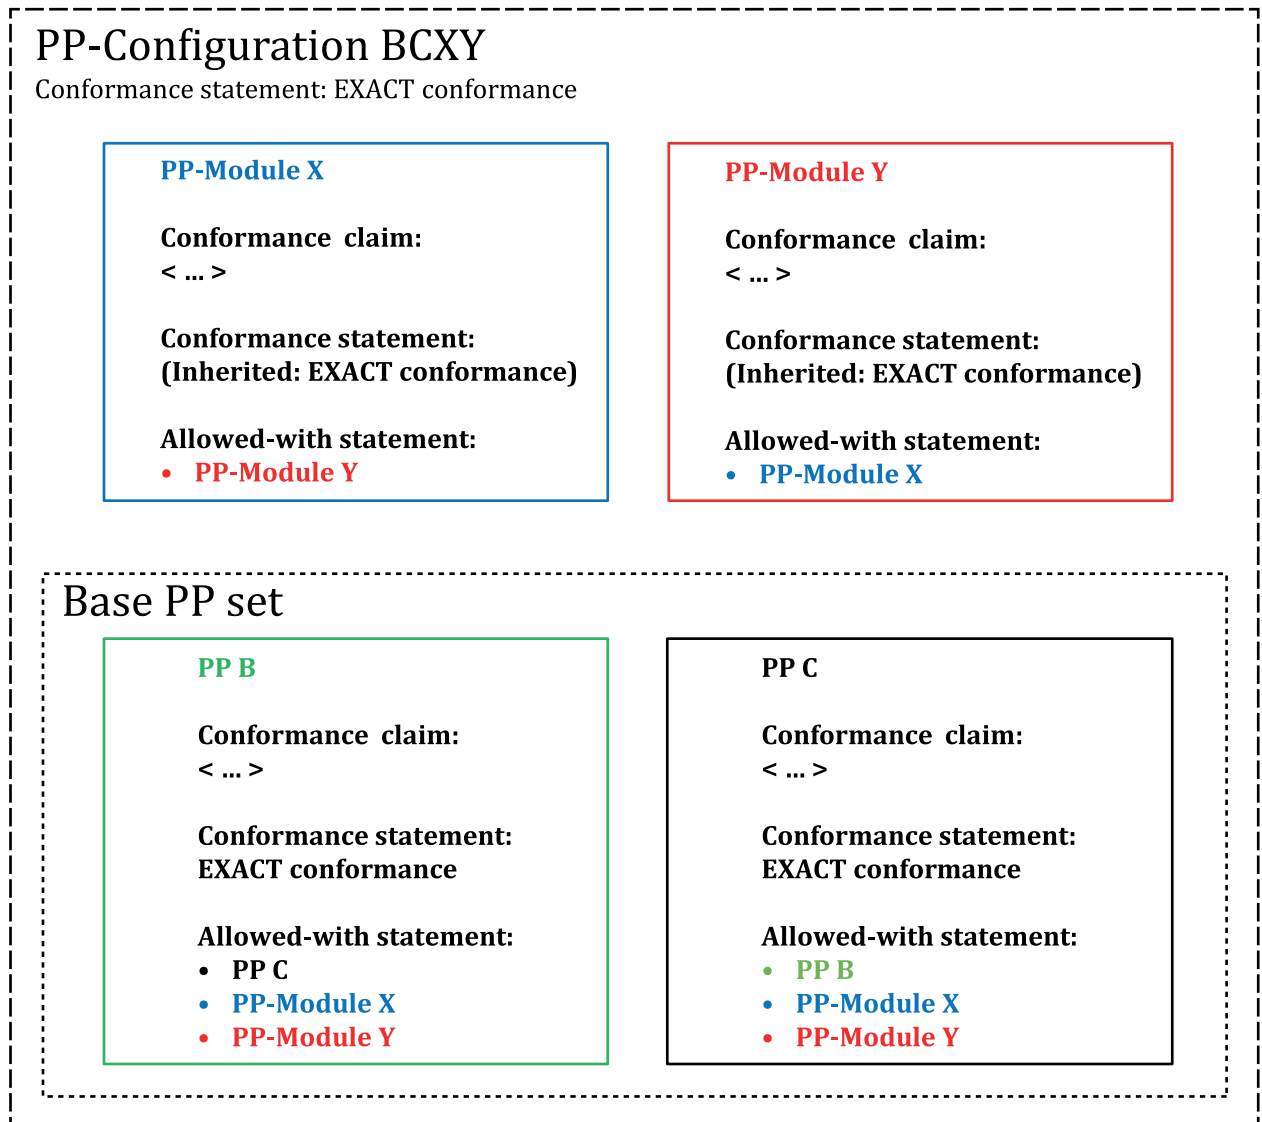 PP-Configuration BCXY
Conformance statement: EXACT conformance
PP-Module X
Conformance claim:
< ... >
Conformance statement:
(Inherited: EXACT conformance)
Allowed-with statement:
• PP-Module Y
PP-Module Y
Conformance claim:
< ... >
Conformance statement:
(Inherited: EXACT conformance)
Allowed-with statement:
• PP-Module X
Base PP set
PP B
Conformance claim:
< ... >
Conformance statement:
EXACT conformance
Allowed-with statement:
• PP C
• PP-Module X
• PP-Module Y
PP C
Conformance claim:
< ... >
Conformance statement:
EXACT conformance
Allowed-with statement:
• PP B
• PP-Module X
• PP-Module Y